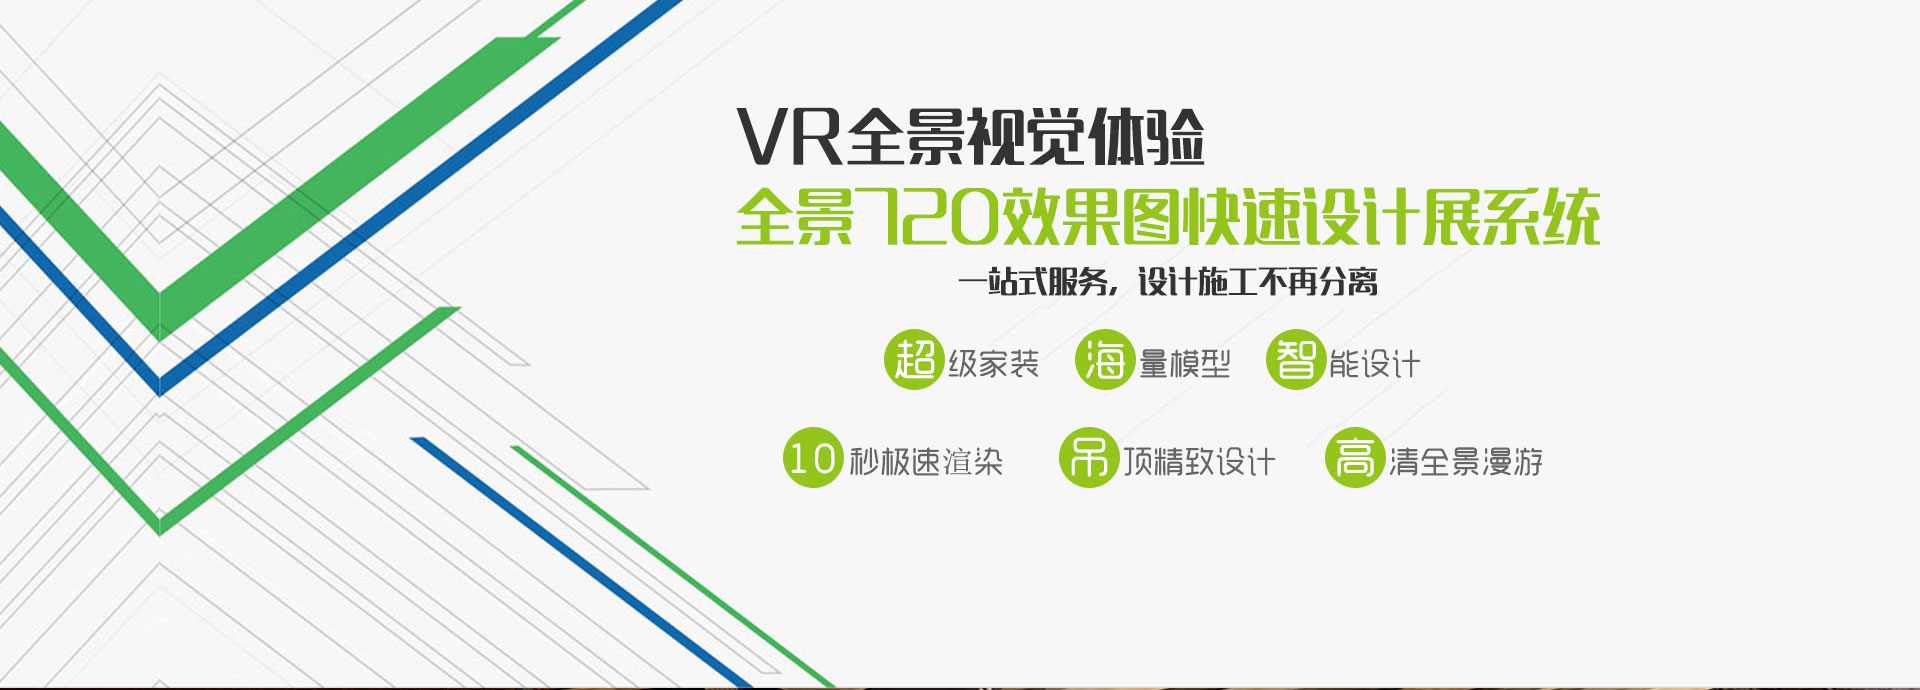 VR全景视觉体验
全景720效果图快速设计展系统
一站式服务，设计施工不再分离
超级家装 海量模型 智能设计
10秒极速渲染 吊顶精致设计 高清全景漫游